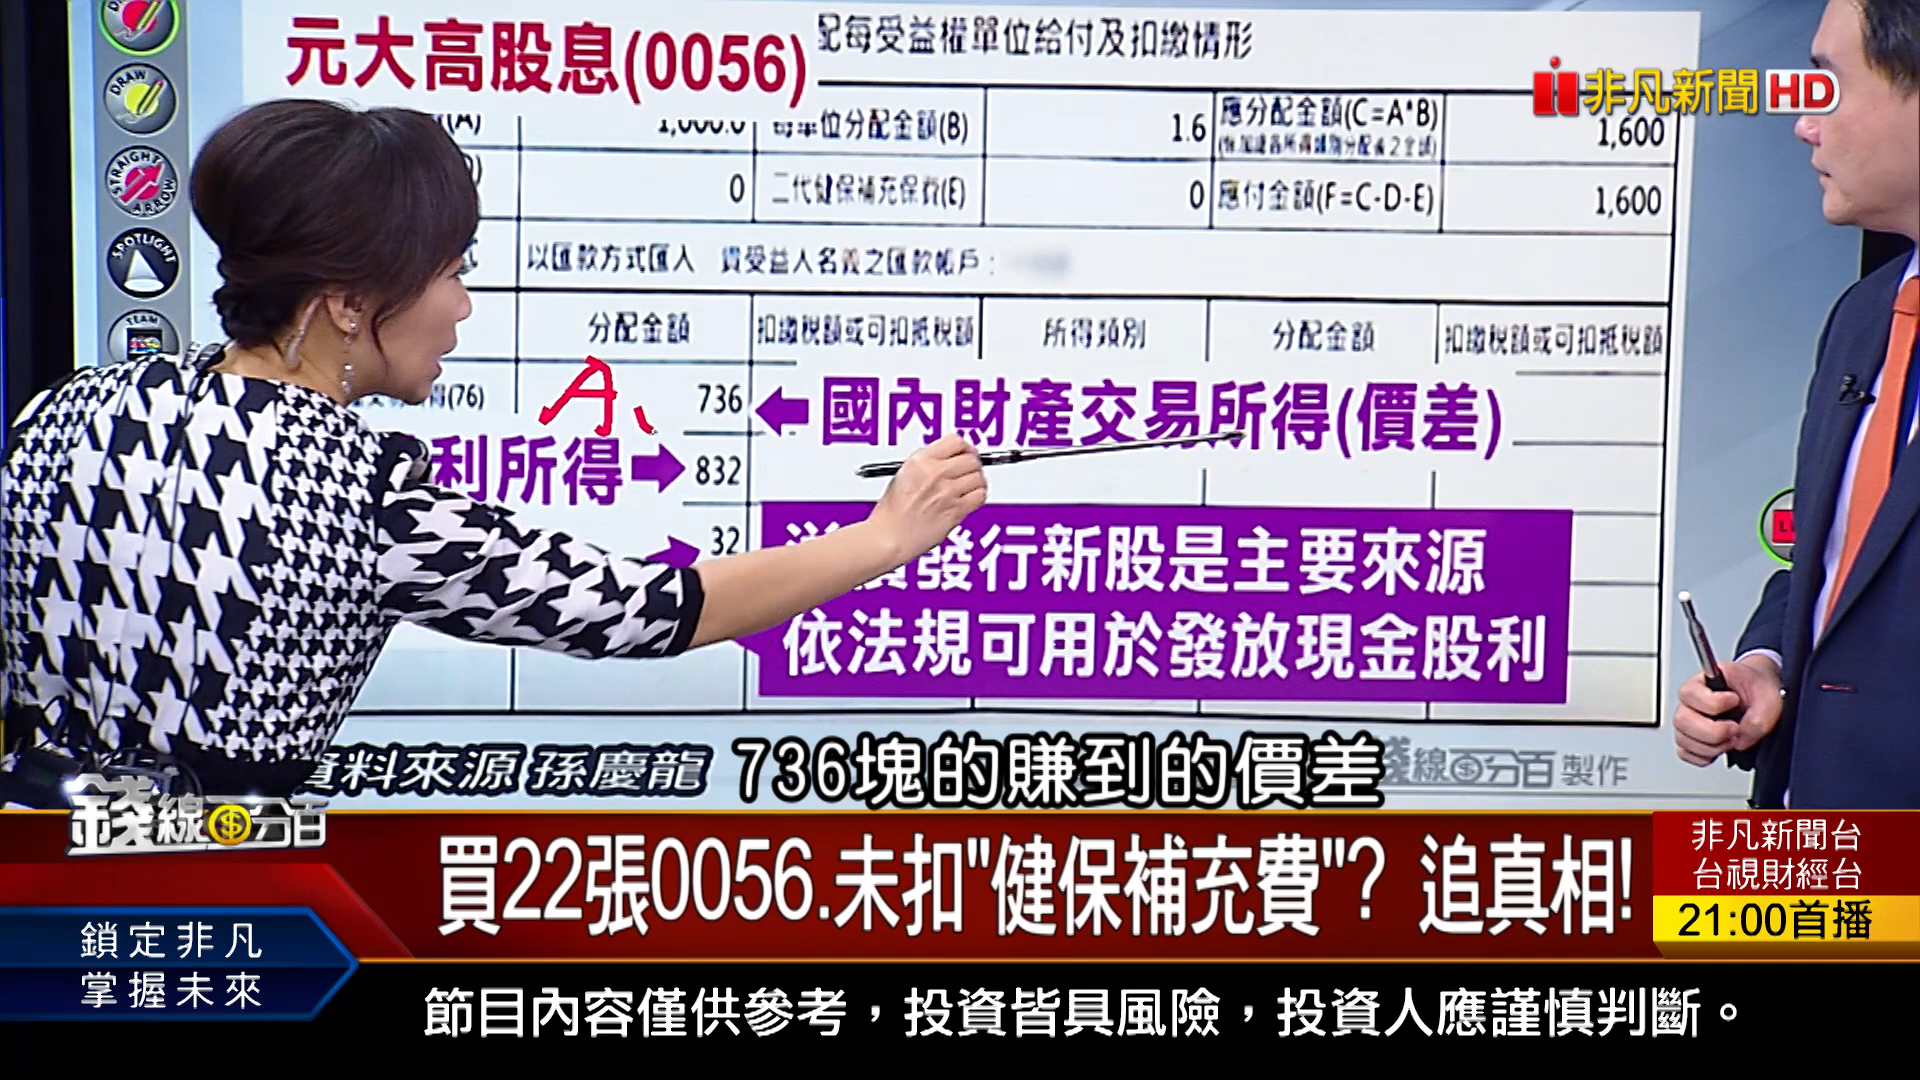 元大高股息(0056)
配每受益權單位給付及扣繳情形
非凡新聞HD
DRAW
每單位分配金額(B)
1.6
應分配金額(C=A*B)
1,600
STRAIGHT ARROW
0
二代健保補充保費(E)
0
應付金額(F=C-D-E)
1,600
SPOTLIGHT
以匯款方式匯入 貴受益人名義之匯款帳戶:
TEAM
分配金額
扣繳稅額或可扣抵稅額
所得類別
分配金額
扣繳稅額或可扣抵稅額
得(76)
A、
736
國內財產交易所得(價差)
利所得
832
32
發行新股是主要來源
依法規可用於發放現金股利
資料來源 孫慶龍
736塊的賺到的價差
錢線百分百 製作
錢線百分百
買22張0056.未扣"健保補充費"? 追真相!
非凡新聞台
台視財經台
21:00首播
鎖定非凡
掌握未來
節目內容僅供參考，投資皆具風險，投資人應謹慎判斷。